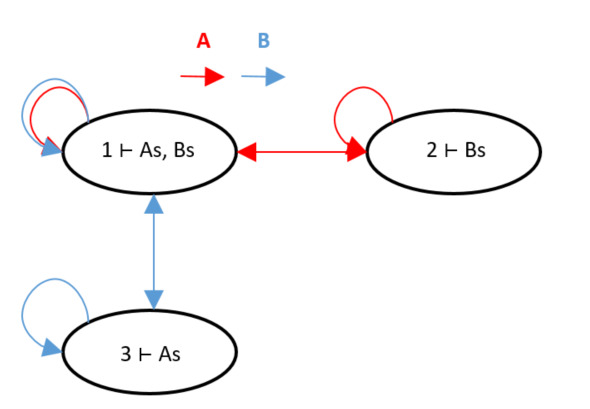 A B
1 ⊢ As, Bs
2 ⊢ Bs
3 ⊢ As